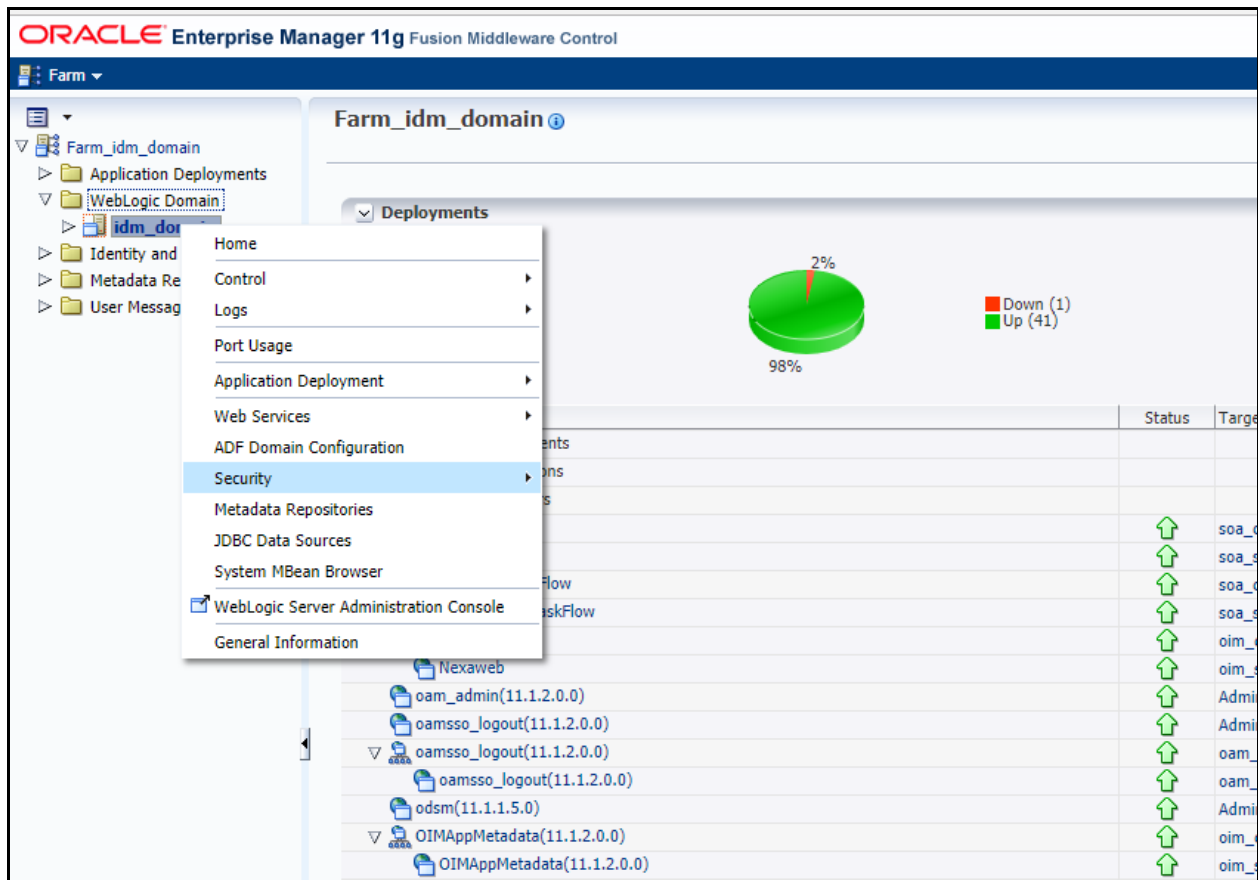 ORACLE Enterprise Manager 11g Fusion Middleware Control
Farm
Farm_idm_domain
Application Deployments
WebLogic Domain
Identity and
User Messag
Home
Control
Logs
Port Usage
Application Deployment
Web Services
ADF Domain Configuration
Security
Metadata Repositories
JDBC Data Sources
System MBean Browser
WebLogic Server Administration Console
General Information
Farm_idm_domain
Deployments
2%
98%
Down (1)
Up (41)
Status
Nexaweb
oam_admin(11.1.2.0.0)
oamsso_logout(11.1.2.0.0)
oamsso_logout(11.1.2.0.0)
oamsso_logout(11.1.2.0.0)
odsm(11.1.1.5.0)
OIMAppMetadata(11.1.2.0.0)
OIMAppMetadata(11.1.2.0.0)